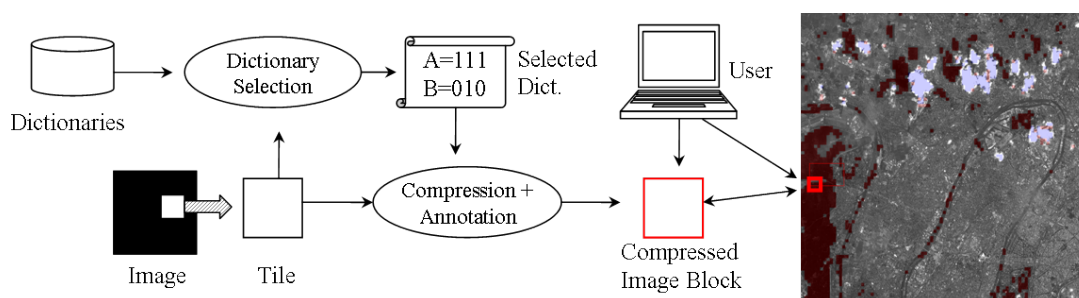 Dictionaries
Dictionary
Selection
A=111
B=010
Selected
Dict.
User
Image
Tile
Compression +
Annotation
Compressed
Image Block